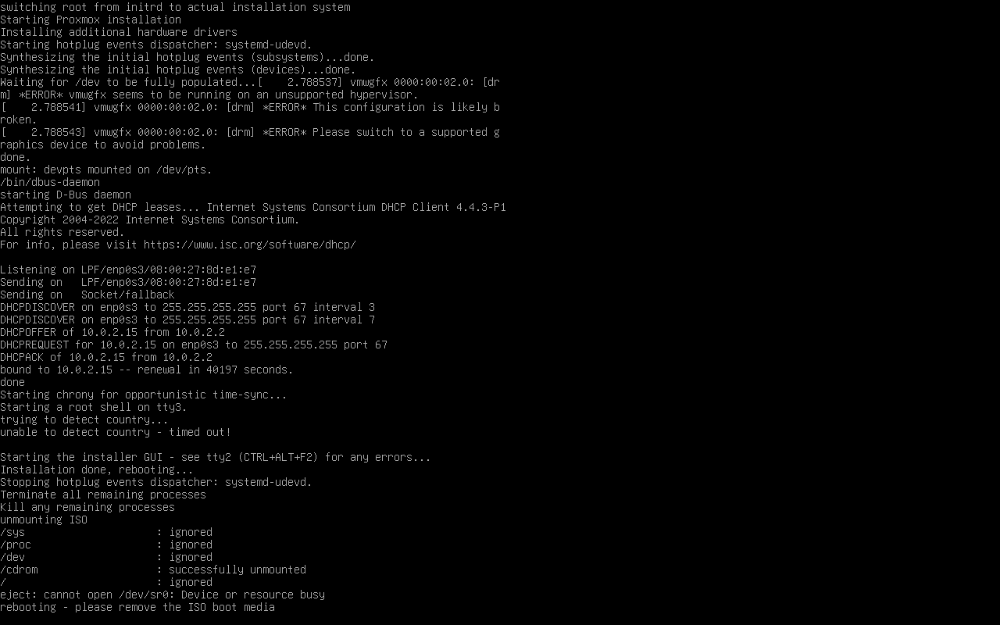 switching root from initrd to actual installation system
Starting Proxmox installation
Installing additional hardware drivers
Starting hotplug events dispatcher: systemd-udevd.
Synthesizing the initial hotplug events (subsystems)...done.
Synthesizing the initial hotplug events (devices)...done.
Waiting for /dev to be fully populated...[    2.788537] vmwgfx 0000:00:02.0: [dr
m] *ERROR* vmwgfx seems to be running on an unsupported hypervisor.
[    2.788541] vmwgfx 0000:00:02.0: [drm] *ERROR* This configuration is likely b
roken.
[    2.788543] vmwgfx 0000:00:02.0: [drm] *ERROR* Please switch to a supported g
raphics device to avoid problems.
done.
mount: devpts mounted on /dev/pts.
/bin/dbus-daemon
starting D-Bus daemon
Attempting to get DHCP leases... Internet Systems Consortium DHCP Client 4.4.3-P1
Copyright 2004-2022 Internet Systems Consortium.
All rights reserved.
For info, please visit https://www.isc.org/software/dhcp/

Listening on LPF/enp0s3/08:00:27:8d:e1:e7
Sending on   LPF/enp0s3/08:00:27:8d:e1:e7
Sending on   Socket/fallback
DHCPDISCOVER on enp0s3 to 255.255.255.255 port 67 interval 3
DHCPDISCOVER on enp0s3 to 255.255.255.255 port 67 interval 7
DHCPOFFER of 10.0.2.15 from 10.0.2.2
DHCPREQUEST for 10.0.2.15 on enp0s3 to 255.255.255.255 port 67
DHCPACK of 10.0.2.15 from 10.0.2.2
bound to 10.0.2.15 -- renewal in 40197 seconds.
done
Starting chrony for opportunistic time-sync...
Starting a root shell on tty3.
trying to detect country...
unable to detect country - timed out!

Starting the installer GUI - see tty2 (CTRL+ALT+F2) for any errors...
Installation done, rebooting...
Stopping hotplug events dispatcher: systemd-udevd.
Terminate all remaining processes
Kill any remaining processes
unmounting ISO
/sys                     : ignored
/proc                    : ignored
/dev                     : ignored
/cdrom                   : successfully unmounted
/                        : ignored
eject: cannot open /dev/sr0: Device or resource busy
rebooting - please remove the ISO boot media